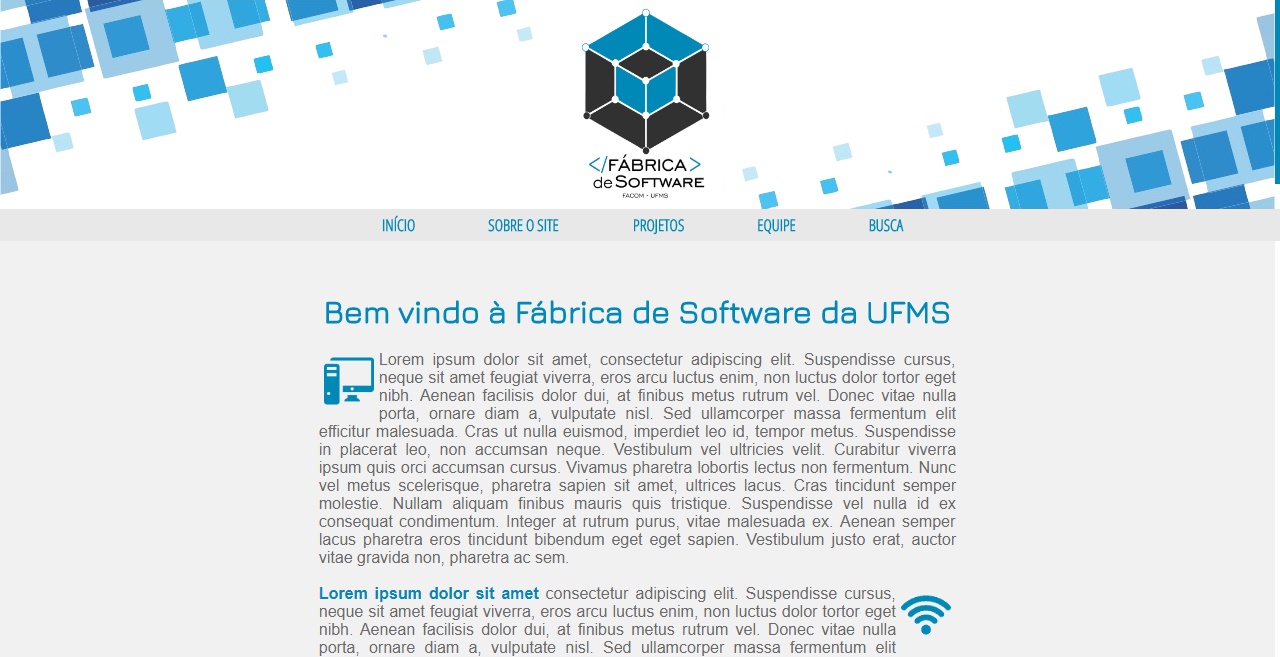 </FÁBRICA>
de SOFTWARE
FACOM - UFMS
INÍCIO SOBRE O SITE PROJETOS EQUIPE BUSCA
Bem vindo à Fábrica de Software da UFMS
Lorem ipsum dolor sit amet, consectetur adipiscing elit. Suspendisse cursus,
neque sit amet feugiat viverra, eros arcu luctus enim, non luctus dolor tortor eget
nibh. Aenean facilisis dolor dui, at finibus metus rutrum vel. Donec vitae nulla
porta, ornare diam a, vulputate nisl. Sed ullamcorper massa fermentum elit
efficitur malesuada. Cras ut nulla euismod, imperdiet leo id, tempor metus. Suspendisse
in placerat leo, non accumsan neque. Vestibulum vel ultricies velit. Curabitur viverra
ipsum quis orci accumsan cursus. Vivamus pharetra lobortis lectus non fermentum. Nunc
vel metus scelerisque, pharetra sapien sit amet, ultrices lacus. Cras tincidunt semper
molestie. Nullam aliquam finibus mauris quis tristique. Suspendisse vel nulla id ex
consequat condimentum. Integer at rutrum purus, vitae malesuada ex. Aenean semper
lacus pharetra eros tincidunt bibendum eget eget sapien. Vestibulum justo erat, auctor
vitae gravida non, pharetra ac sem.
Lorem ipsum dolor sit amet consectetur adipiscing elit. Suspendisse cursus,
neque sit amet feugiat viverra, eros arcu luctus enim, non luctus dolor tortor eget
nibh. Aenean facilisis dolor dui, at finibus metus rutrum vel. Donec vitae nulla
porta, ornare diam a, vulputate nisl. Sed ullamcorper massa fermentum elit